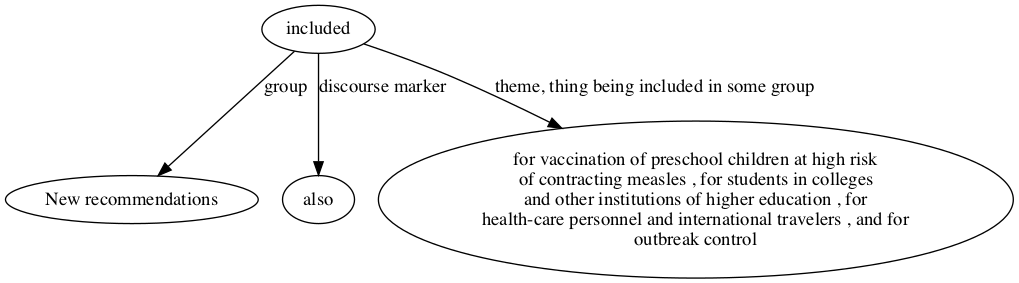 included
group
discourse marker
theme, thing being included in some group
New recommendations
also
for vaccination of preschool children at high risk
of contracting measles , for students in colleges
and other institutions of higher education , for
health-care personnel and international travelers , and for
outbreak control